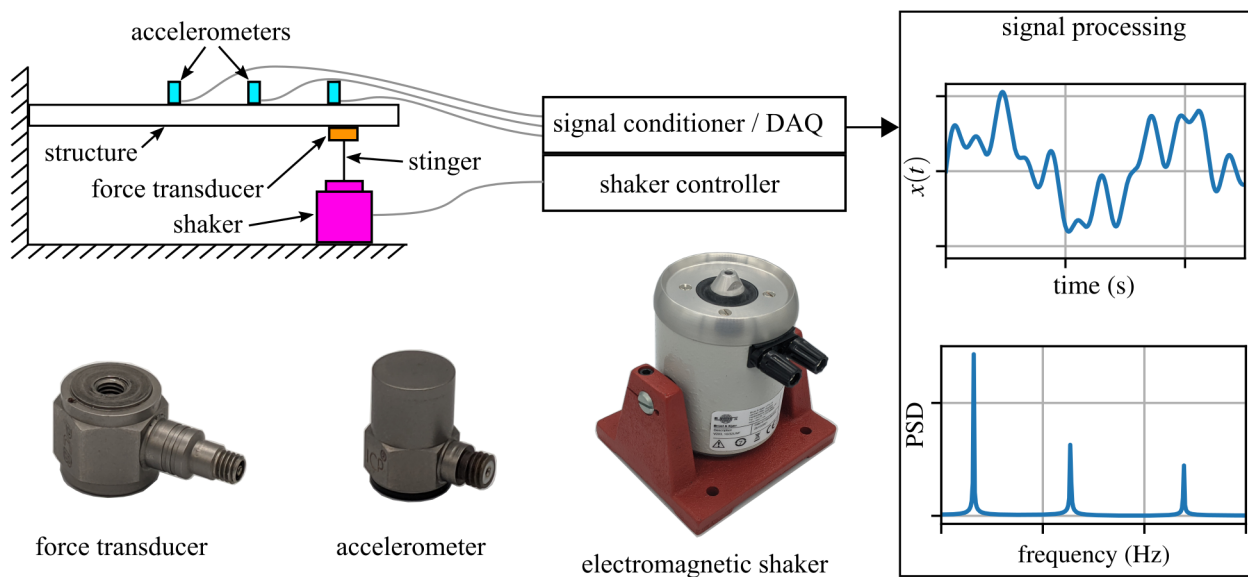 accelerometers
structure
force transducer
stinger
shaker
signal conditioner / DAQ
shaker controller
signal processing
x(t)
time (s)
PSD
frequency (Hz)
force transducer
accelerometer
electromagnetic shaker